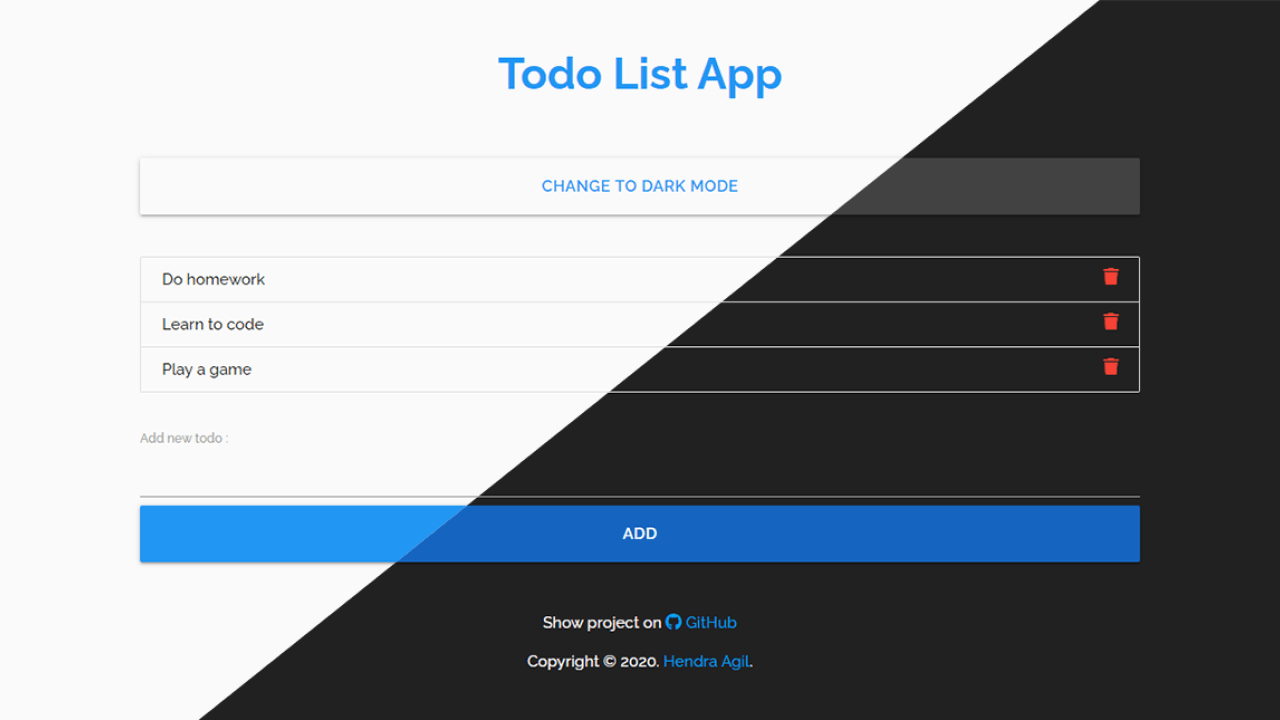 Todo List App
CHANGE TO DARK MODE
Do homework
Learn to code
Play a game
Add new todo :
ADD
Show project on GitHub
Copyright © 2020. Hendra Agil.